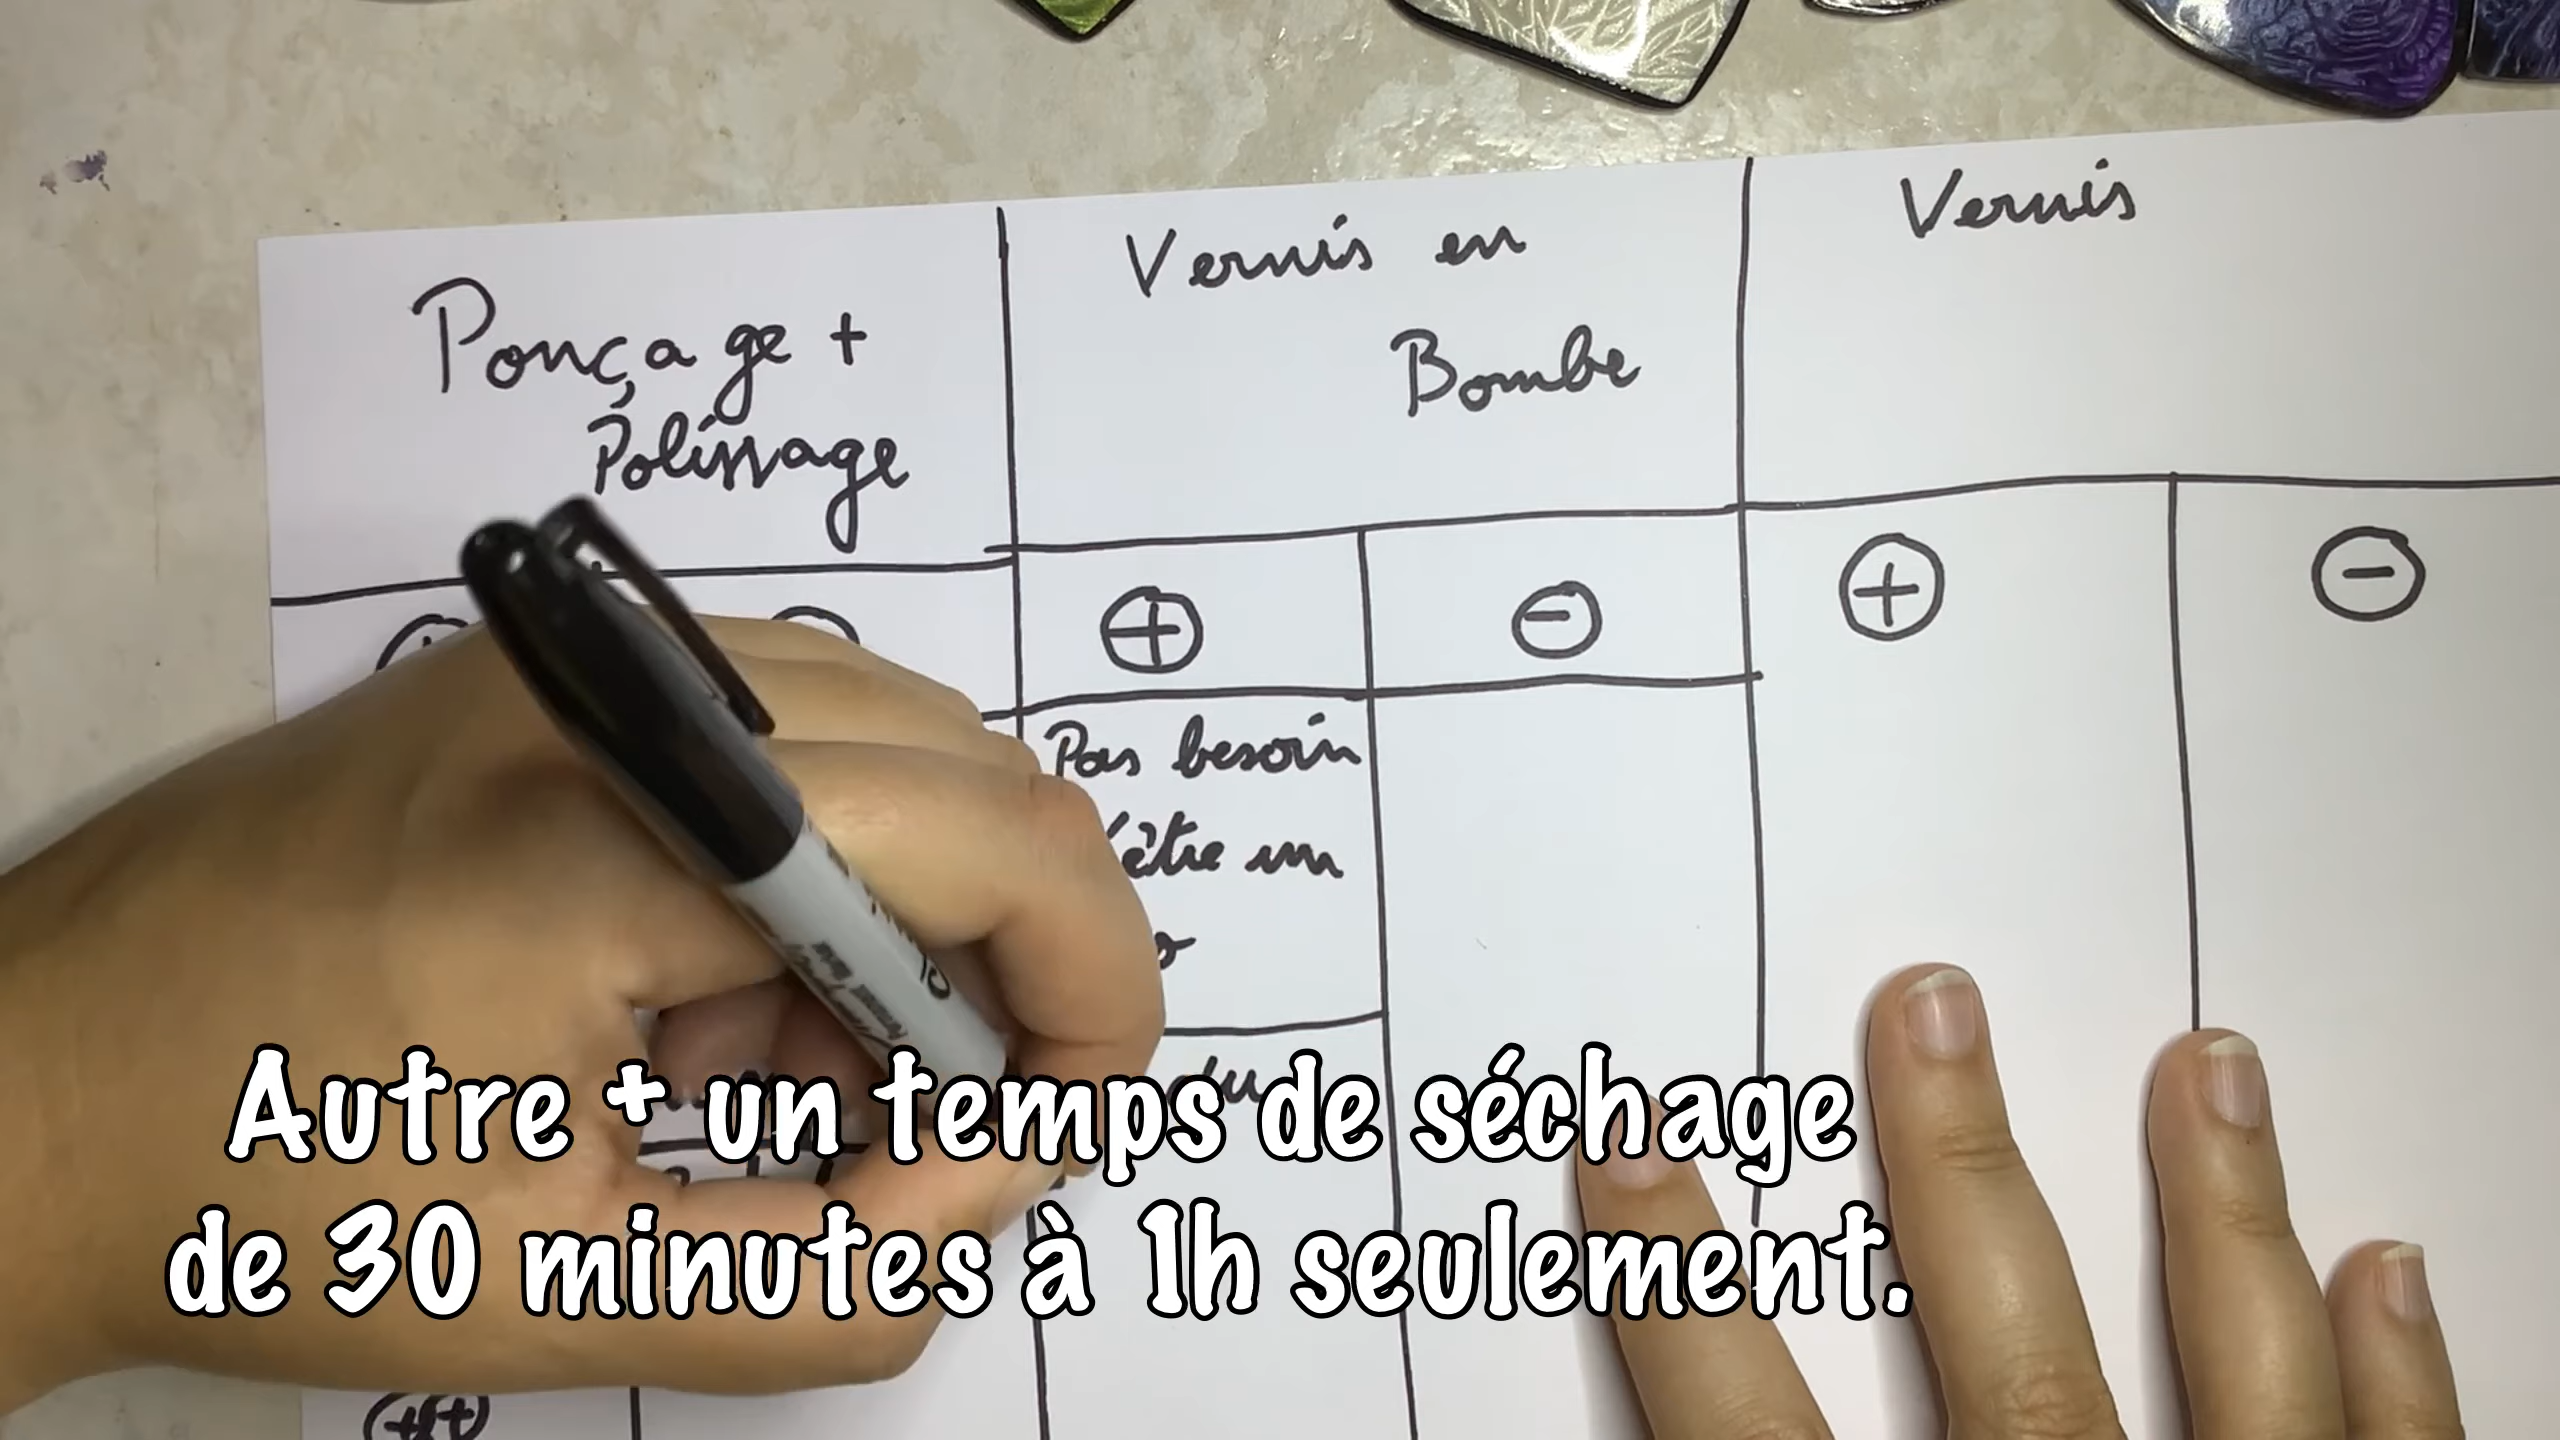 Ponçage +
Polissage
Vernis en
Bombe
Vernis
+
-
+
-
Pas besoin
être un
du
Autre + un temps de séchage
de 30 minutes à 1h seulement.